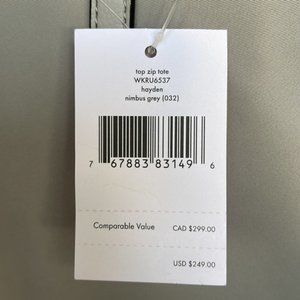 top zip tote
WKRU6537
hayden
nimbus grey (032)
7 67883 83149 6
Comparable Value CAD $299.00
USD $249.00